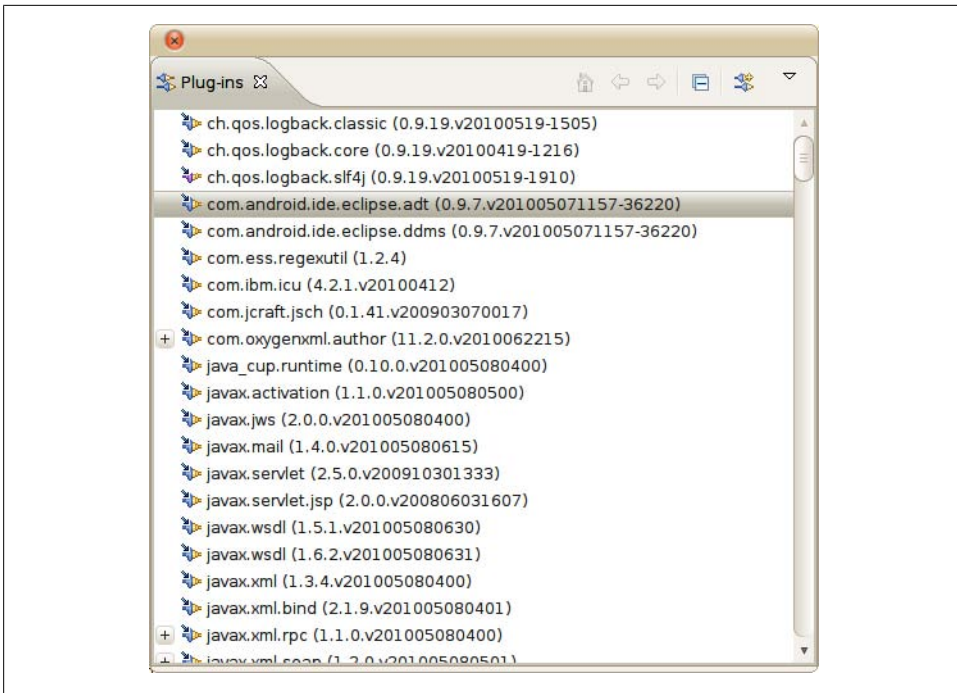 Plug-ins
ch.qos.logback.classic (0.9.19.v20100519-1505)
ch.qos.logback.core (0.9.19.v20100419-1216)
ch.qos.logback.slf4j (0.9.19.v20100519-1910)
com.android.ide.eclipse.adt (0.9.7.v201005071157-36220)
com.android.ide.eclipse.ddms (0.9.7.v201005071157-36220)
com.ess.regexutil (1.2.4)
com.ibm.icu (4.2.1.v20100412)
com.jcraft.jsch (0.1.41.v200903070017)
com.oxygenxml.author (11.2.0.v2010062215)
java_cup.runtime (0.10.0.v201005080400)
javax.activation (1.1.0.v201005080500)
javax.jws (2.0.0.v201005080400)
javax.mail (1.4.0.v201005080615)
javax.servlet (2.5.0.v200910301333)
javax.servlet.jsp (2.0.0.v200806031607)
javax.wsdl (1.5.1.v201005080630)
javax.wsdl (1.6.2.v201005080631)
javax.xml (1.3.4.v201005080400)
javax.xml.bind (2.1.9.v201005080401)
javax.xml.rpc (1.1.0.v201005080400)
javax.xml.soap (1.2.0.v201005080501)